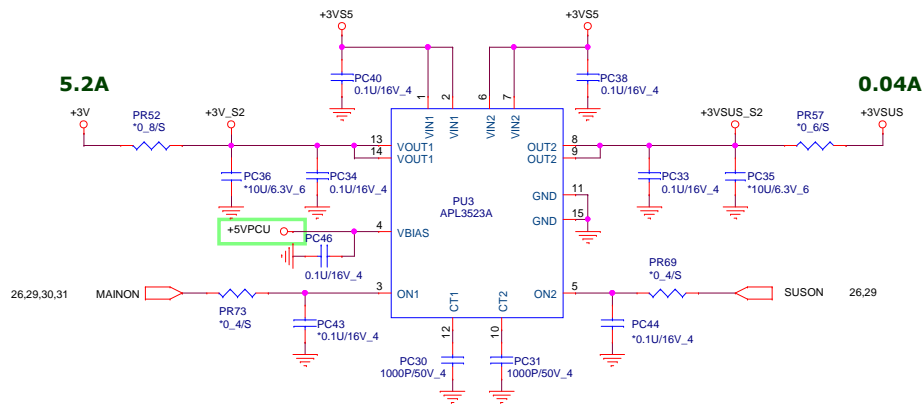 +3VS5
+3VS5
5.2A
PC40
0.1U/16V_4
PC38
0.1U/16V_4
0.04A
+3V
PR52
*0_8/S
+3V_S2
1
2
6
7
VIN1
VIN1
VIN2
VIN2
+3VSUS_S2
PR57
*0_6/S
+3VSUS
13
14
VOUT1
VOUT1
OUT2
OUT2
8
9
PC36
*10U/6.3V_6
PC34
0.1U/16V_4
PU3
APL3523A
GND
GND
11
15
PC33
0.1U/16V_4
PC35
*10U/6.3V_6
+5VPCU
4
VBIAS
PC46
0.1U/16V_4
26,29,30,31
MAINON
PR73
*0_4/S
3
ON1
CT1
CT2
ON2
5
PR69
*0_4/S
SUSON
26,29
PC43
*0.1U/16V_4
12
10
PC44
*0.1U/16V_4
PC30
1000P/50V_4
PC31
1000P/50V_4